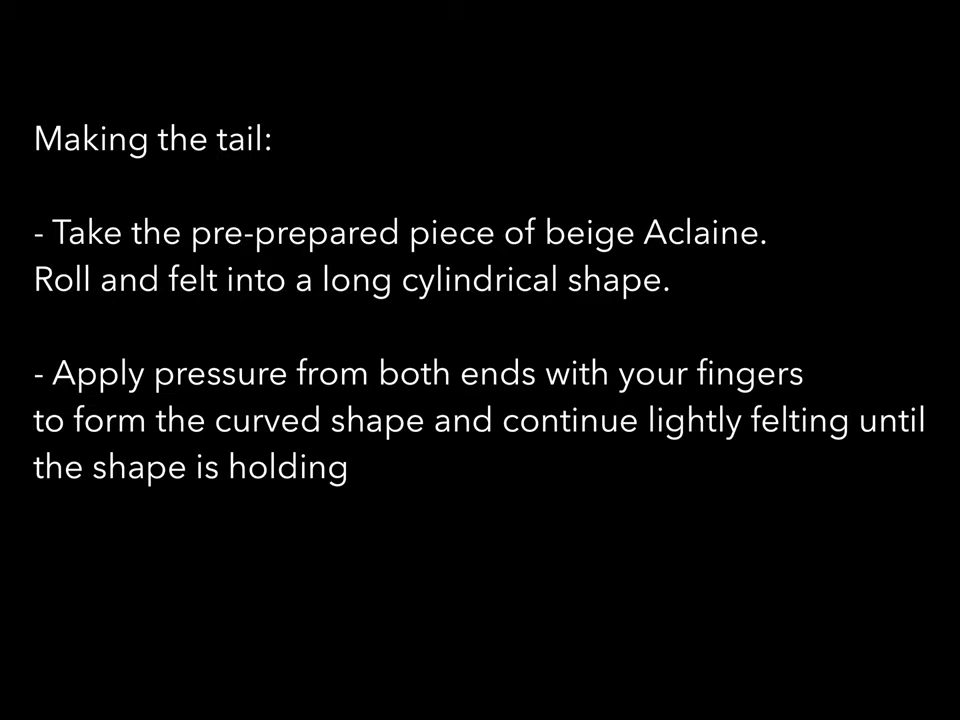 Making the tail:
- Take the pre-prepared piece of beige Aclaine.
Roll and felt into a long cylindrical shape.
- Apply pressure from both ends with your fingers
to form the curved shape and continue lightly felting until
the shape is holding